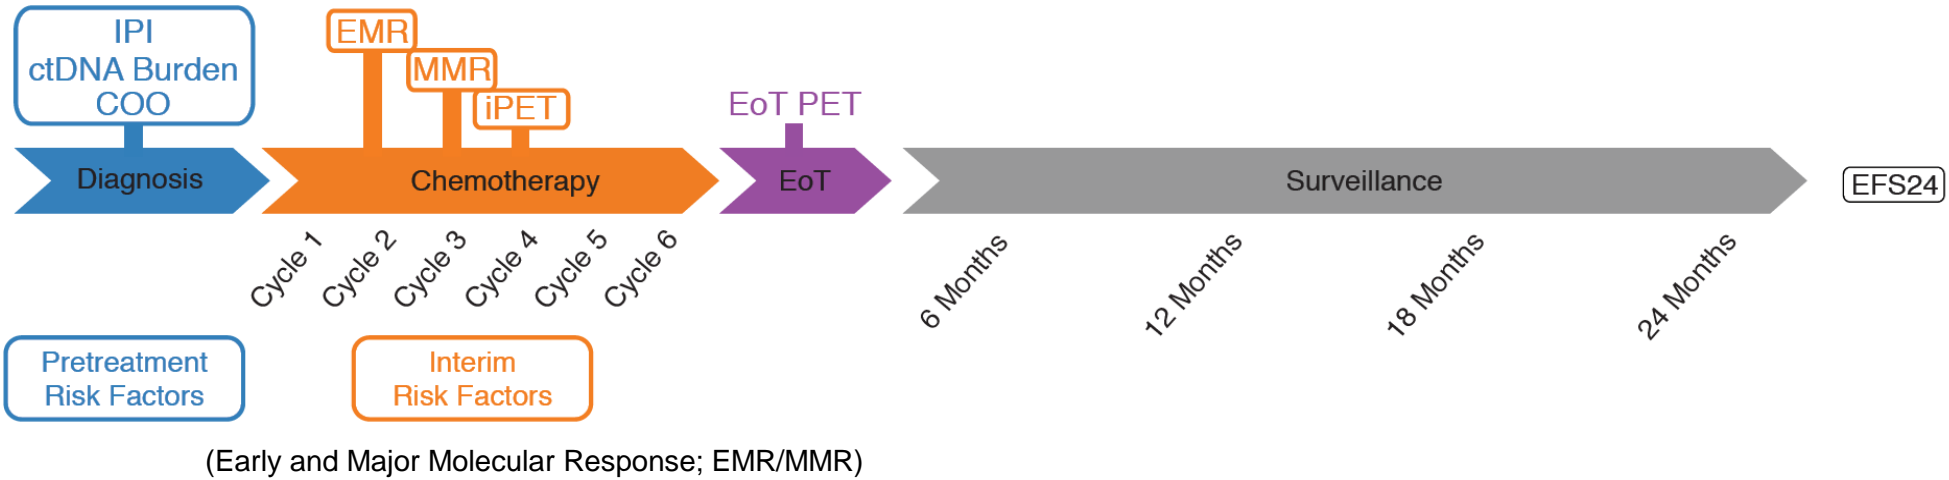 IPI
ctDNA Burden
COO
EMR
MMR
iPET
EoT PET
Diagnosis
Chemotherapy
EoT
Surveillance
EFS24
Cycle 1
Cycle 2
Cycle 3
Cycle 4
Cycle 5
Cycle 6
6 Months
12 Months
18 Months
24 Months
Pretreatment
Risk Factors
Interim
Risk Factors
(Early and Major Molecular Response; EMR/MMR)